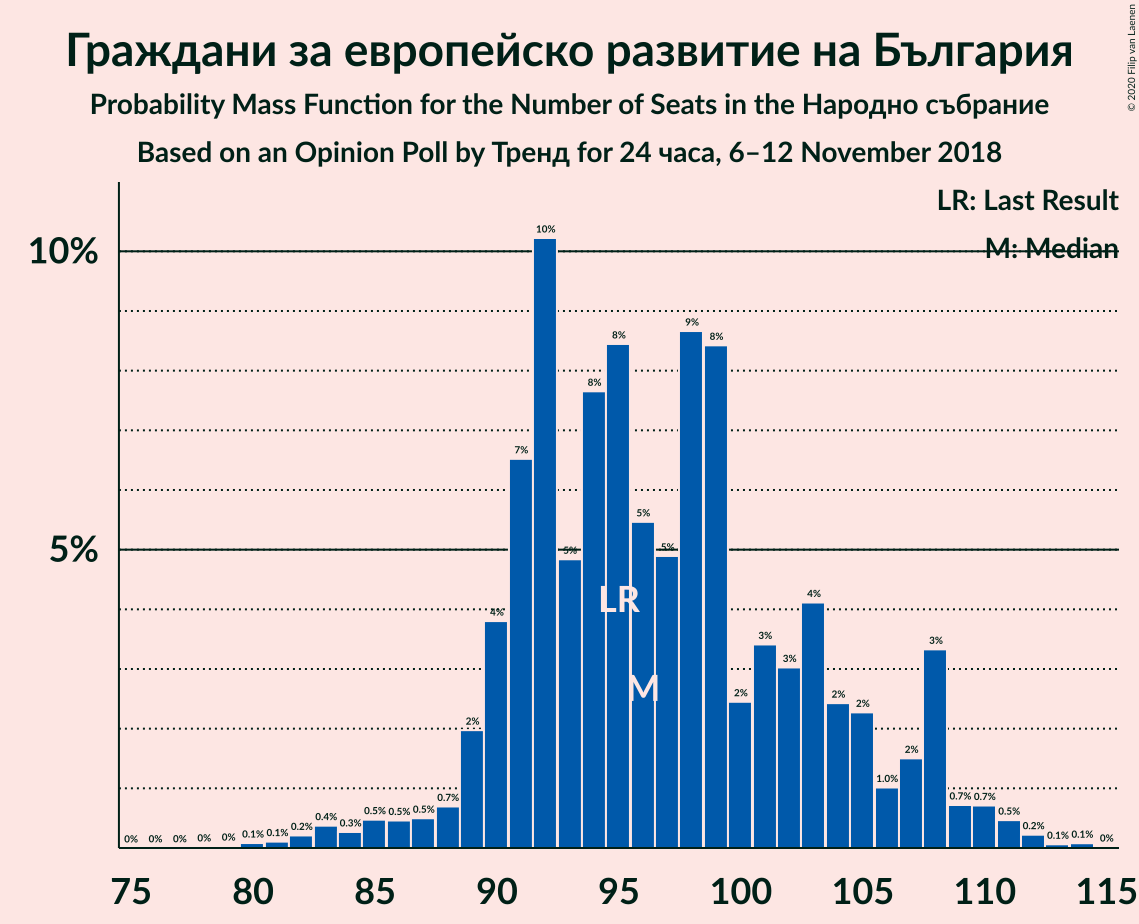 Граждани за европейско развитие на България
Probability Mass Function for the Number of Seats in the Народно събрание
Based on an Opinion Poll by Тренд for 24 часа, 6–12 November 2018
© 2020 Filip van Laenen
LR: Last Result
M: Median
10%
5%
0% 0% 0% 0% 0% 0.1% 0.1% 0.2% 0.4% 0.3% 0.5% 0.5% 0.5% 0.7% 2% 4% 7% 10% 5% 8% 8% 5% 5% 9% 8% 2% 3% 3% 4% 2% 2% 1.0% 2% 3% 0.7% 0.7% 0.5% 0.2% 0.1% 0.1% 0%
LR
M
75 80 85 90 95 100 105 110 115